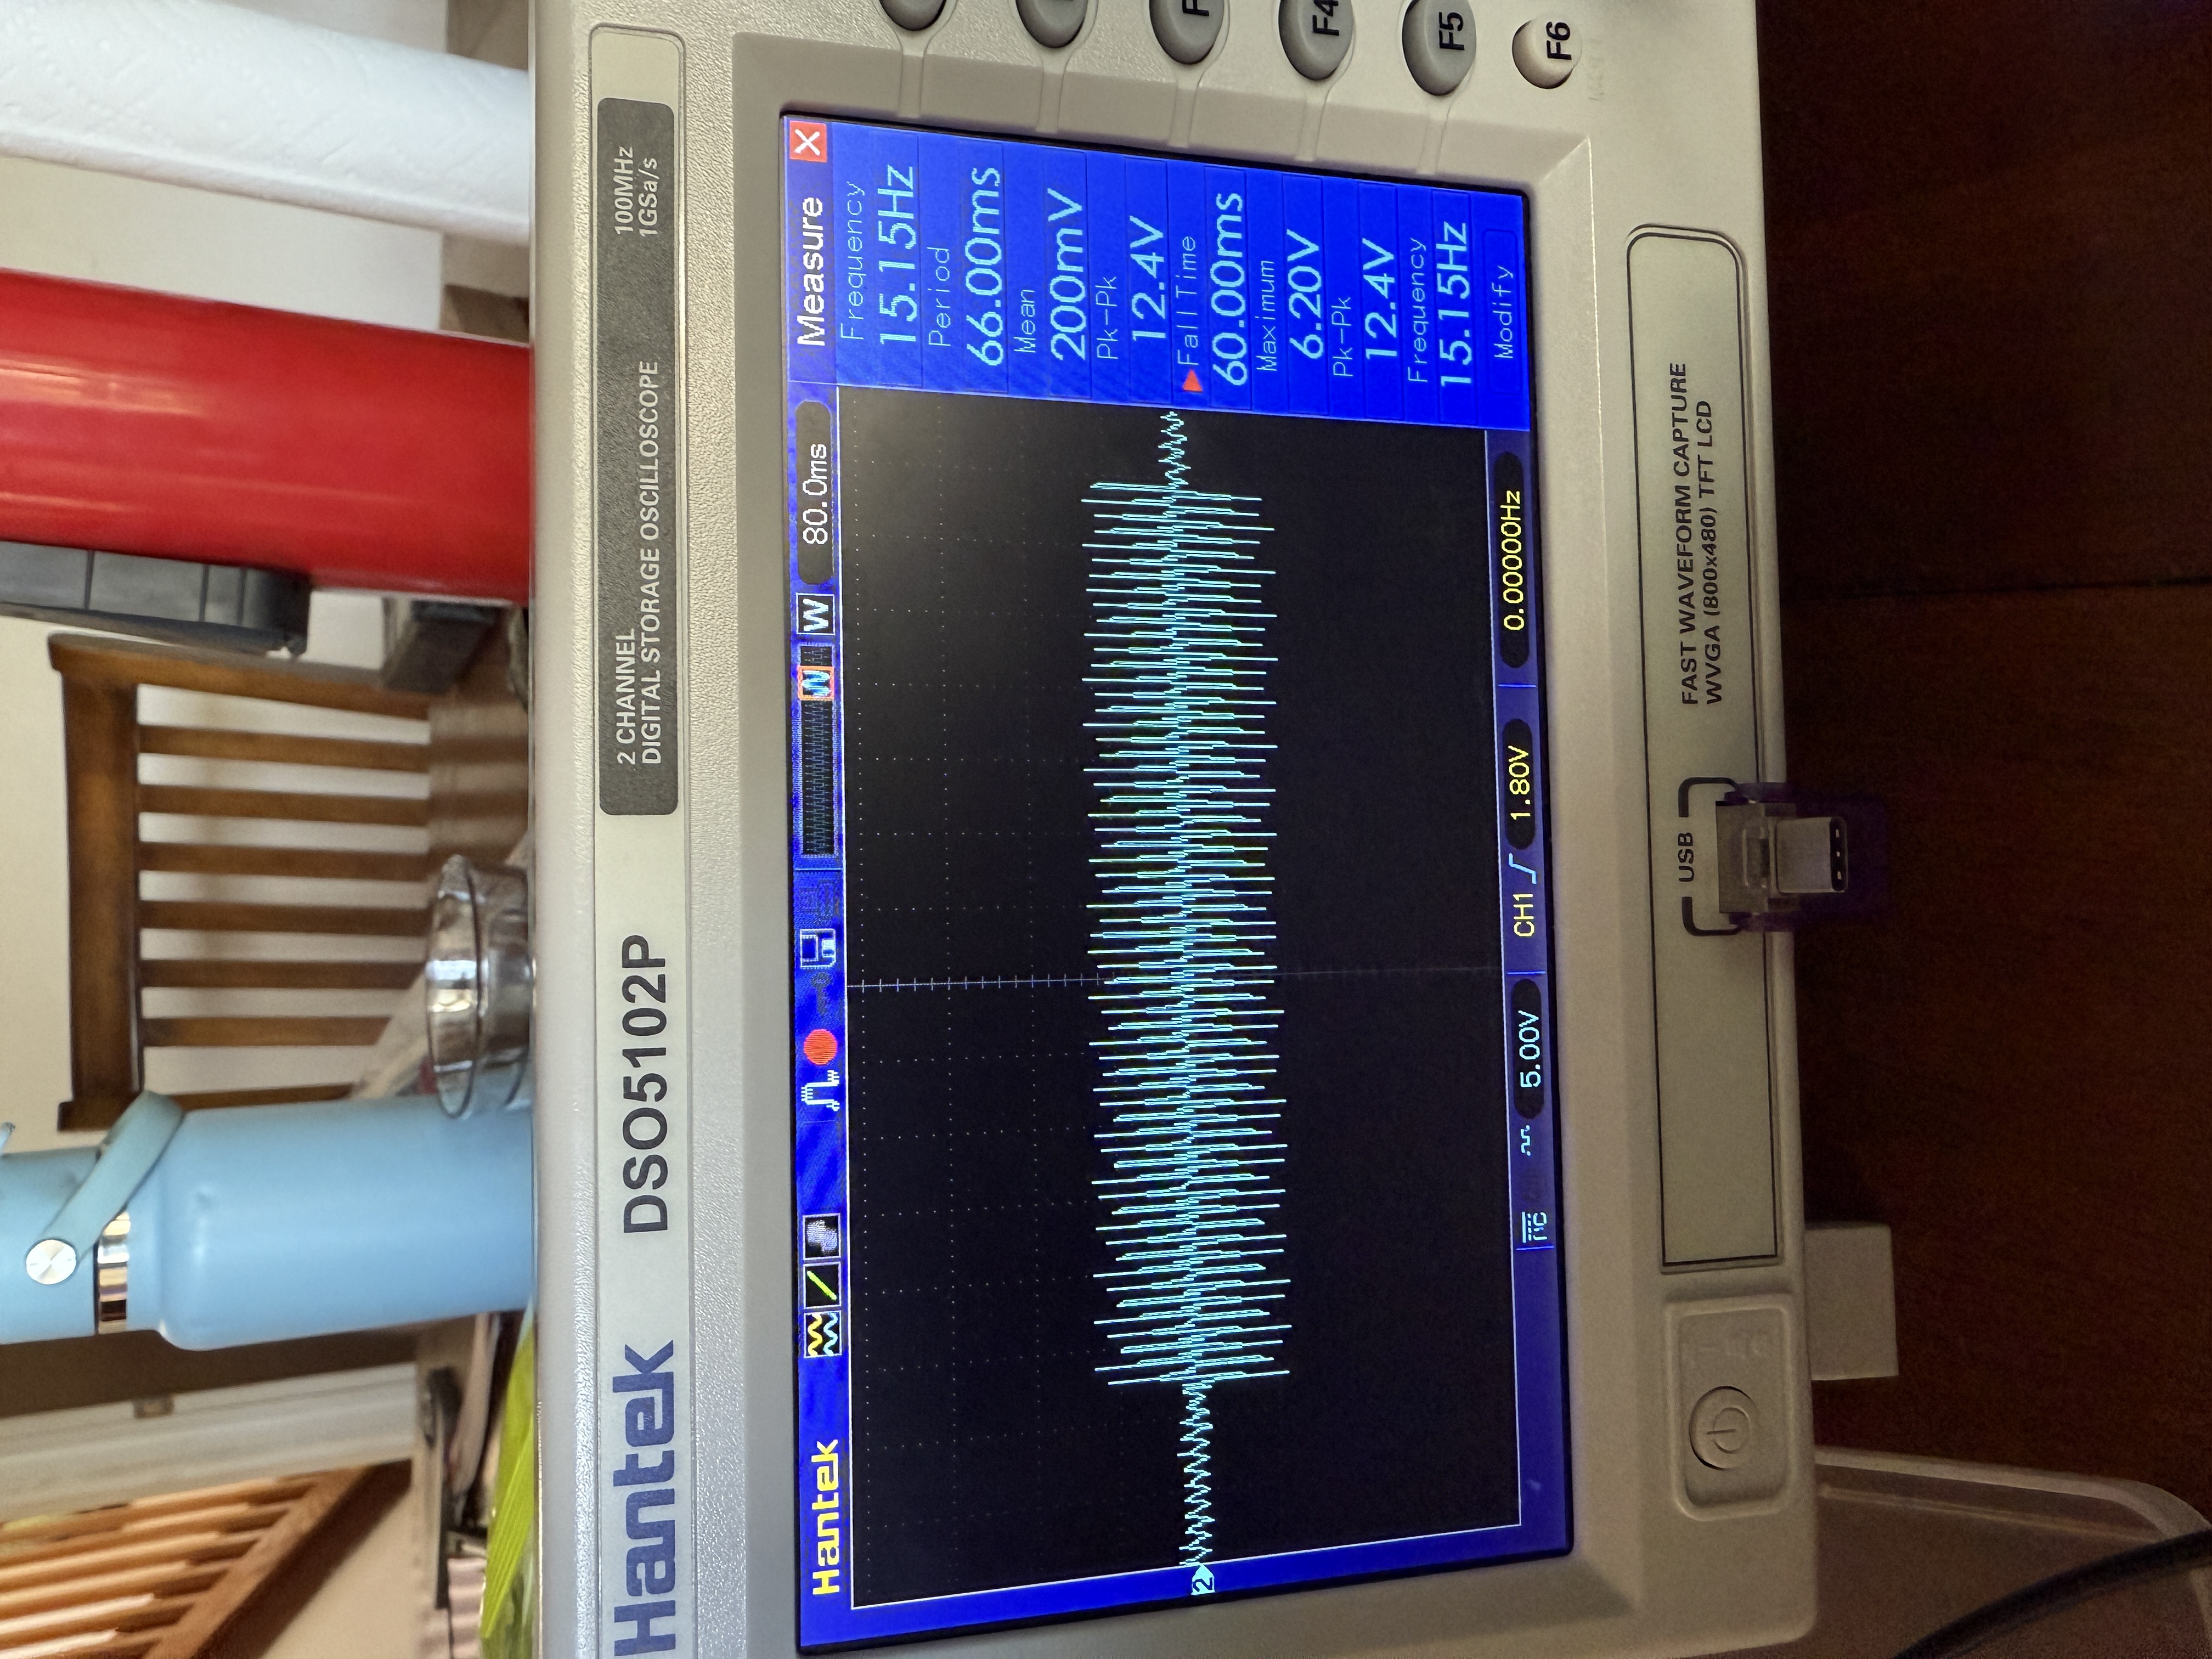 Hantek
DSO5102P
2 CHANNEL
DIGITAL STORAGE OSCILLOSCOPE
100MHz
1GSa/s
Hantek
W
80.0ms
Measure
Frequency
15.15Hz
Period
66.00ms
Mean
200mV
Pk-Pk
12.4V
Fall Time
60.00ms
Maximum
6.20V
Pk-Pk
12.4V
Frequency
15.15Hz
Modify
2
5.00V
CH1
1.80V
0.00000Hz
F4
F5
F6
USB
FAST WAVEFORM CAPTURE
WVGA (800x480) TFT LCD